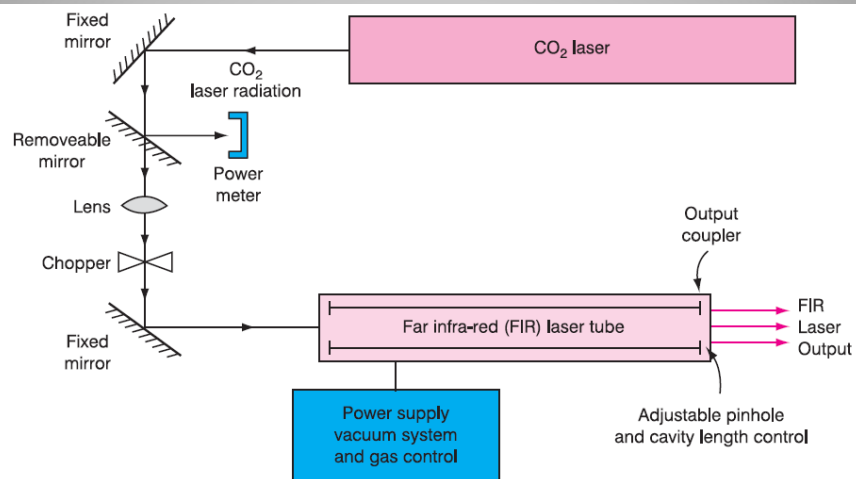 Fixed
mirror
CO₂ laser
CO₂
laser radiation
Removeable
mirror
Power
meter
Lens
Output
coupler
Chopper
FIR
Laser
Output
Far infra-red (FIR) laser tube
Fixed
mirror
Power supply
vacuum system
and gas control
Adjustable pinhole
and cavity length control